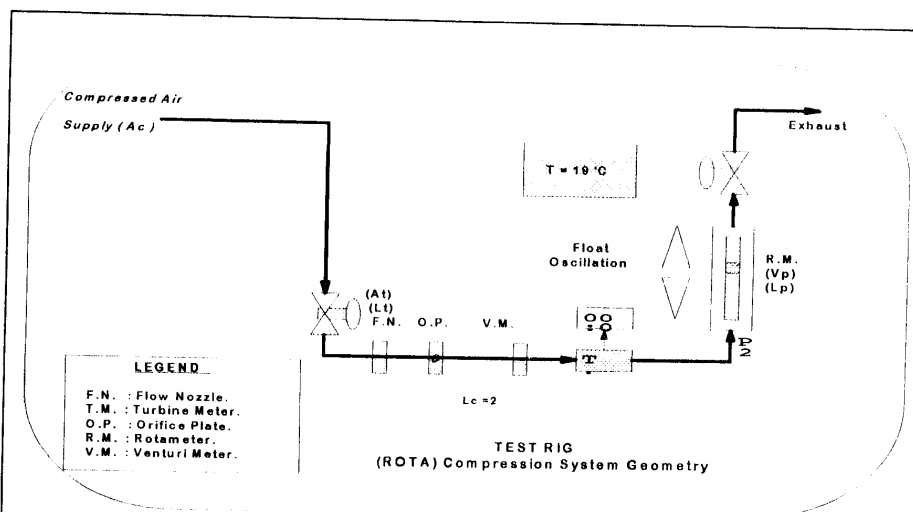 Compressed Air
Supply (Ac)
Exhaust
T = 19 °C
Float
Oscillation
R.M.
(Vp)
(Lp)
(At)
(Lt)
F.N. O.P. V.M.
T
P2
Lc =2
LEGEND
F.N. : Flow Nozzle.
T.M. : Turbine Meter.
O.P. : Orifice Plate.
R.M. : Rotameter.
V.M. : Venturi Meter.
TEST RIG
(ROTA) Compression System Geometry